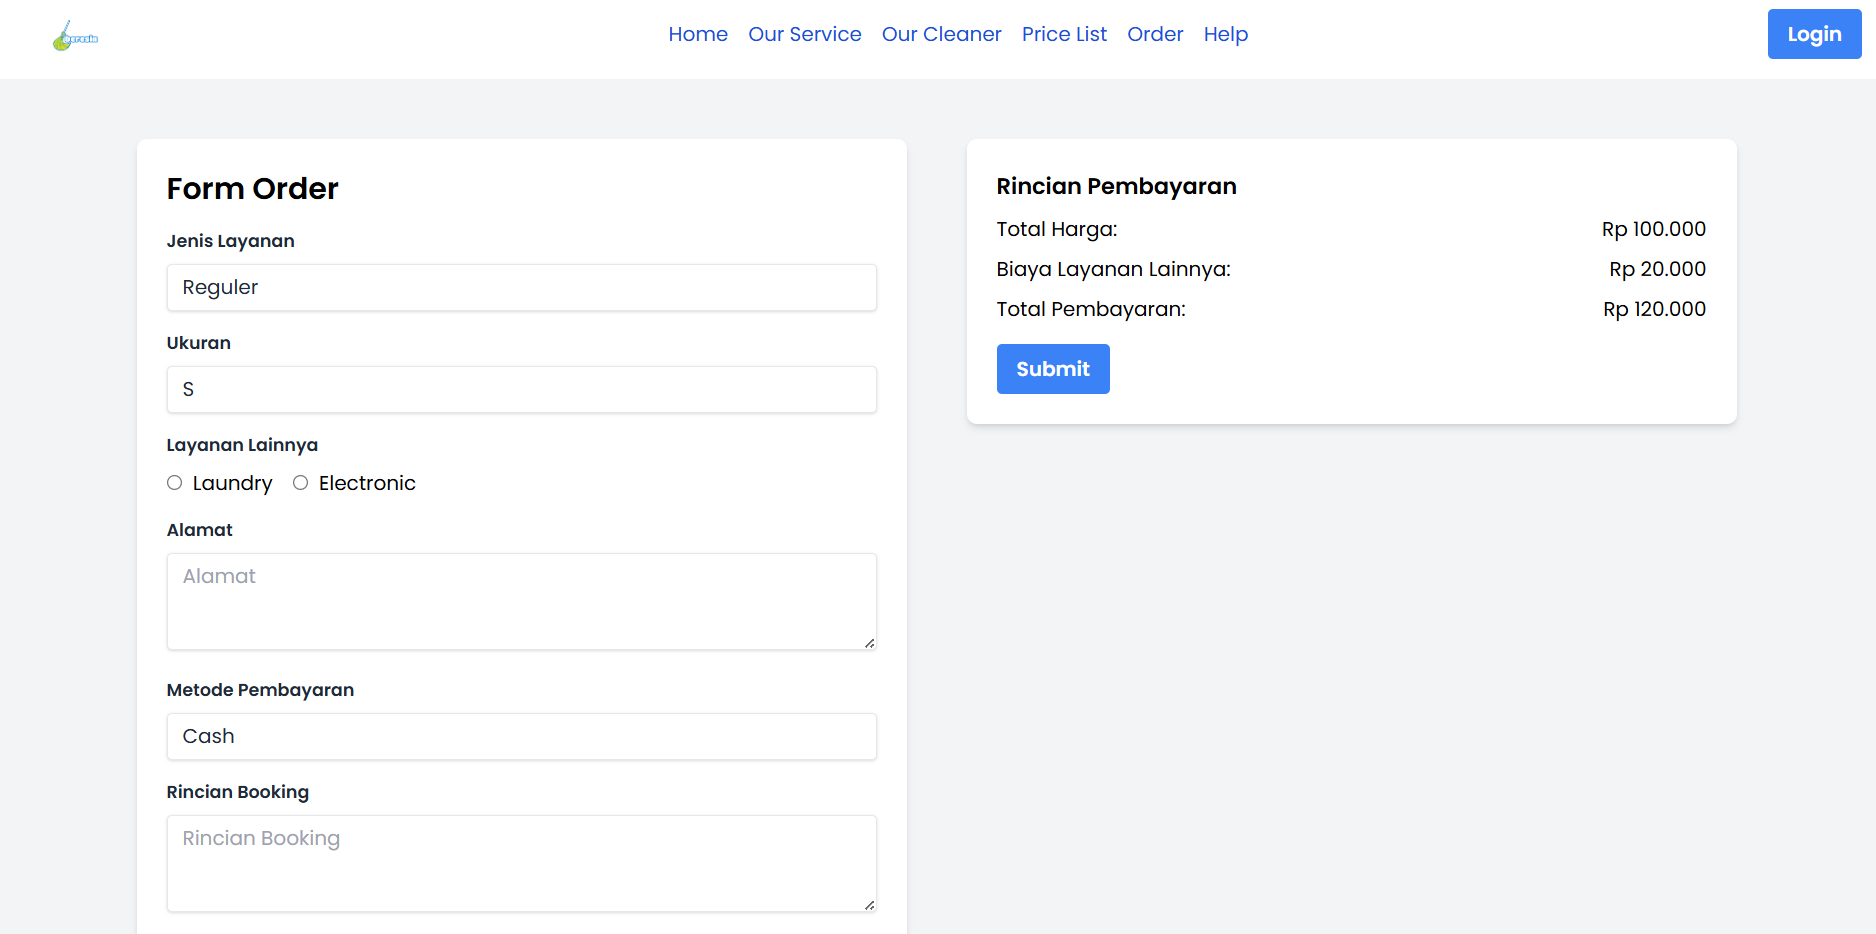 Home Our Service Our Cleaner Price List Order Help
Login
Form Order
Jenis Layanan
Reguler
Ukuran
S
Layanan Lainnya
Laundry Electronic
Alamat
Alamat
Metode Pembayaran
Cash
Rincian Booking
Rincian Booking
Rincian Pembayaran
Total Harga: Rp 100.000
Biaya Layanan Lainnya: Rp 20.000
Total Pembayaran: Rp 120.000
Submit